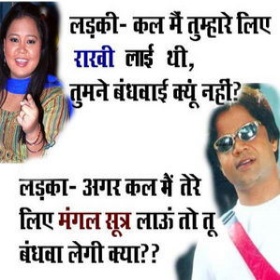 लड़की- कल मैं तुम्हारे लिए
राखी लाई थी,
तुमने बंधवाई क्यूं नहीं?
लड़का- अगर कल मैं तेरे
लिए मंगल सूत्र लाऊं तो तू
बंधवा लेगी क्या??